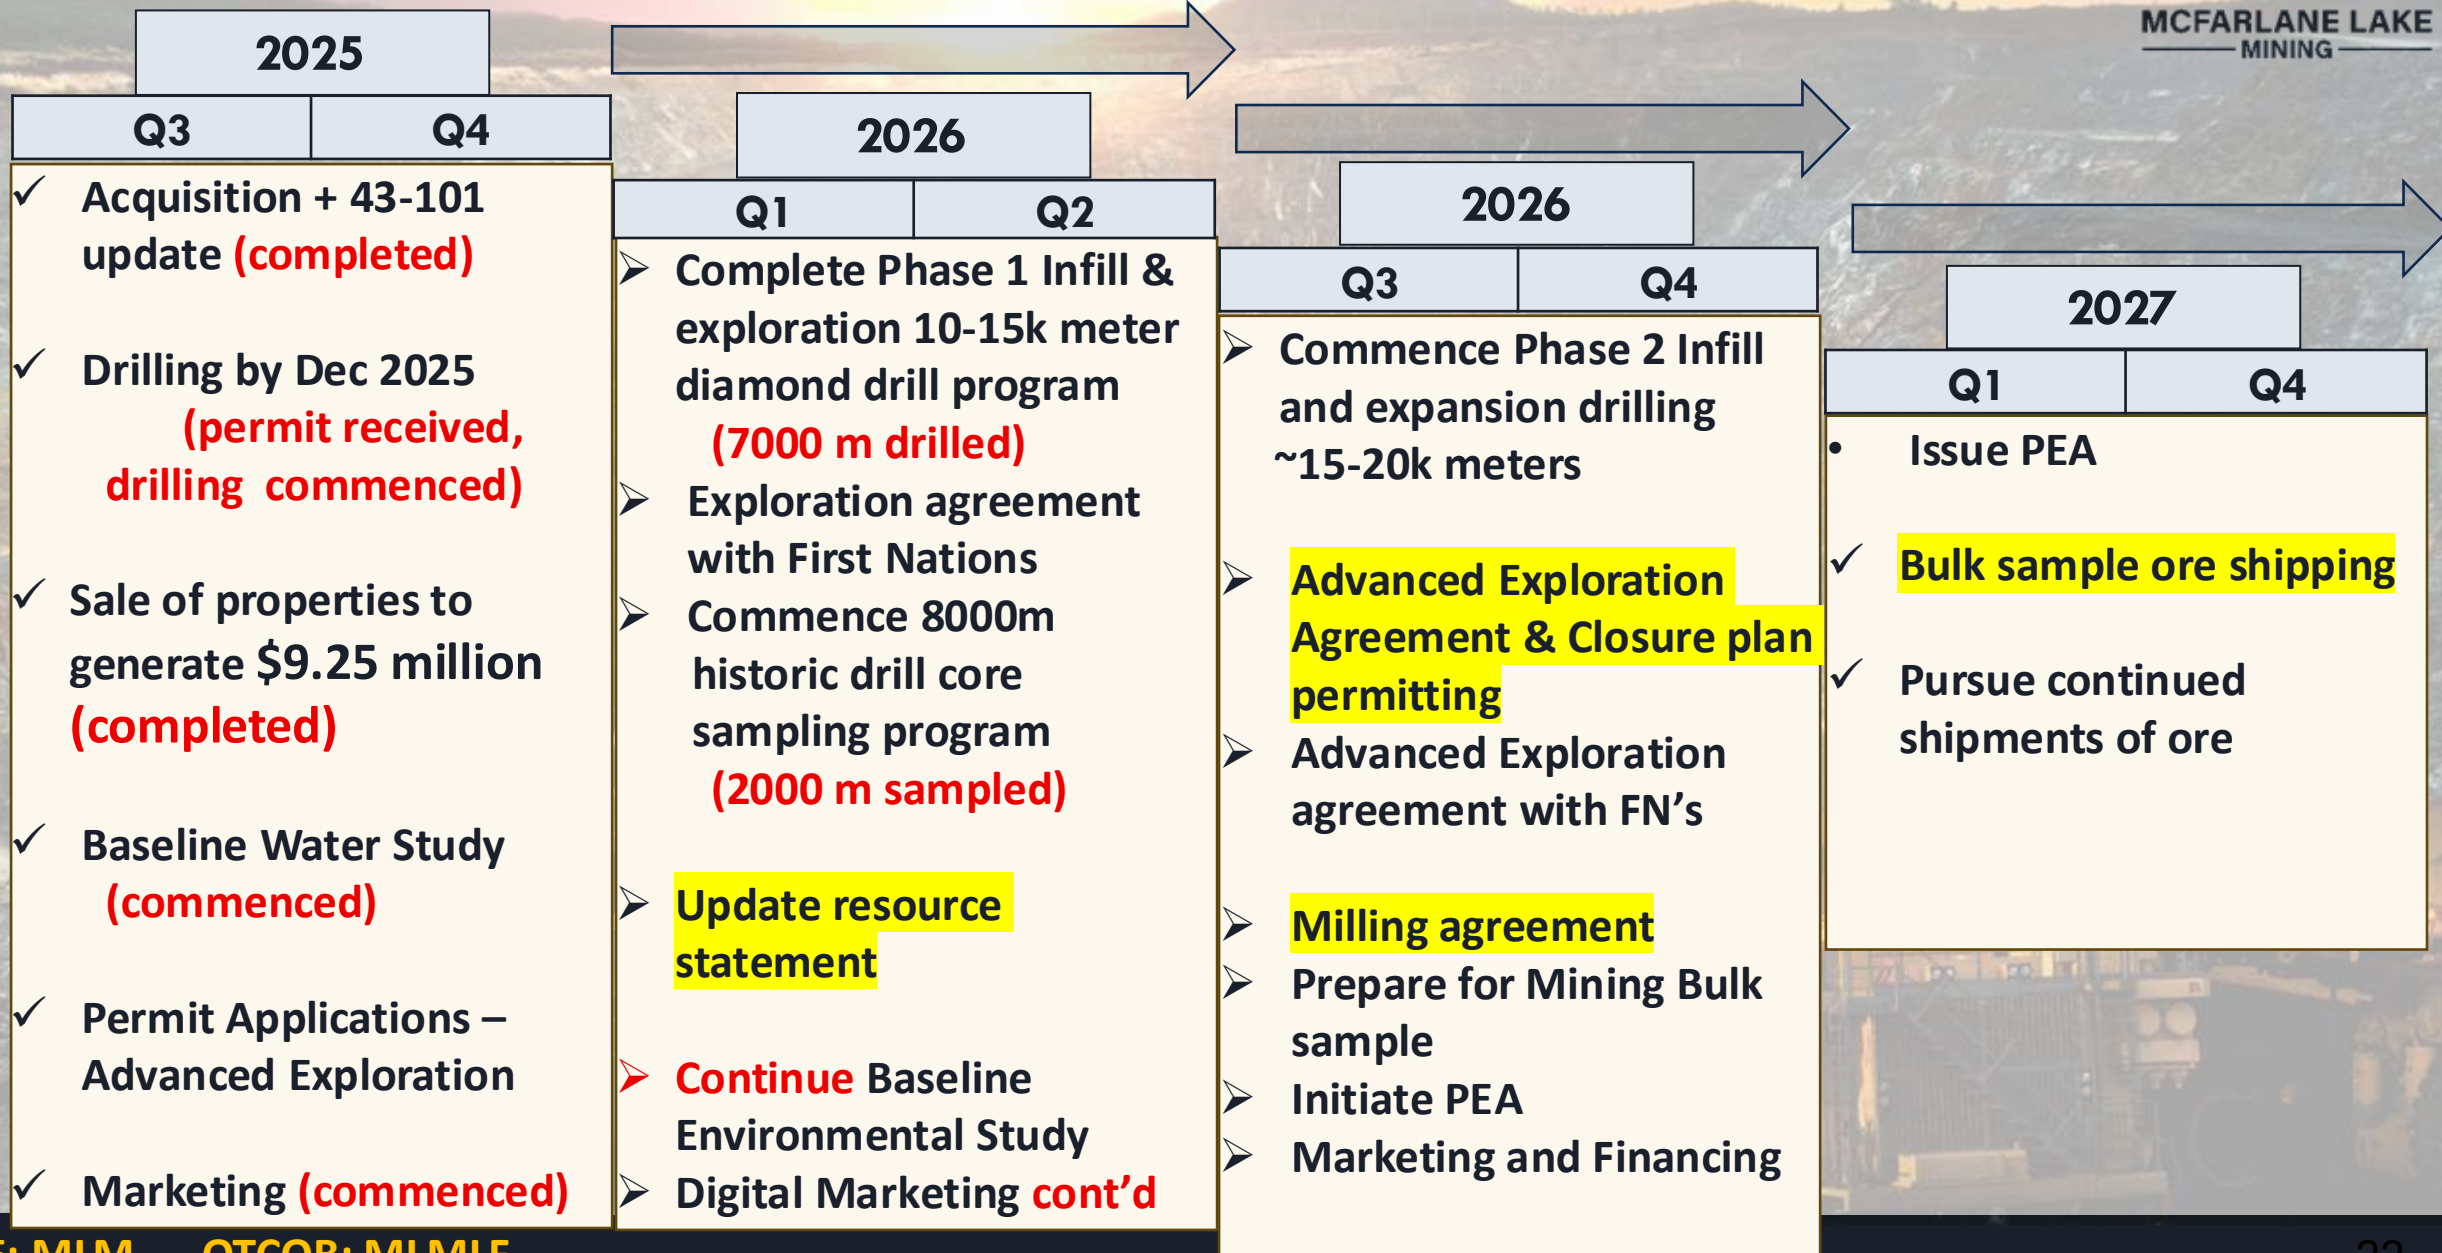 MCFARLANE LAKE
MINING
2025
Q3 Q4
✓ Acquisition + 43-101
update (completed)
✓ Drilling by Dec 2025
(permit received,
drilling commenced)
✓ Sale of properties to
generate $9.25 million
(completed)
✓ Baseline Water Study
(commenced)
✓ Permit Applications –
Advanced Exploration
✓ Marketing (commenced)
2026
Q1 Q2
➢ Complete Phase 1 Infill &
exploration 10-15k meter
diamond drill program
(7000 m drilled)
➢ Exploration agreement
with First Nations
➢ Commence 8000m
historic drill core
sampling program
(2000 m sampled)
➢ Update resource
statement
➢ Continue Baseline
Environmental Study
➢ Digital Marketing cont’d
2026
Q3 Q4
➢ Commence Phase 2 Infill
and expansion drilling
~15-20k meters
➢ Advanced Exploration
Agreement & Closure plan
permitting
➢ Advanced Exploration
agreement with FN’s
➢ Milling agreement
➢ Prepare for Mining Bulk
sample
➢ Initiate PEA
➢ Marketing and Financing
2027
Q1 Q4
• Issue PEA
✓ Bulk sample ore shipping
✓ Pursue continued
shipments of ore
MLM OTCQB: MLMLF